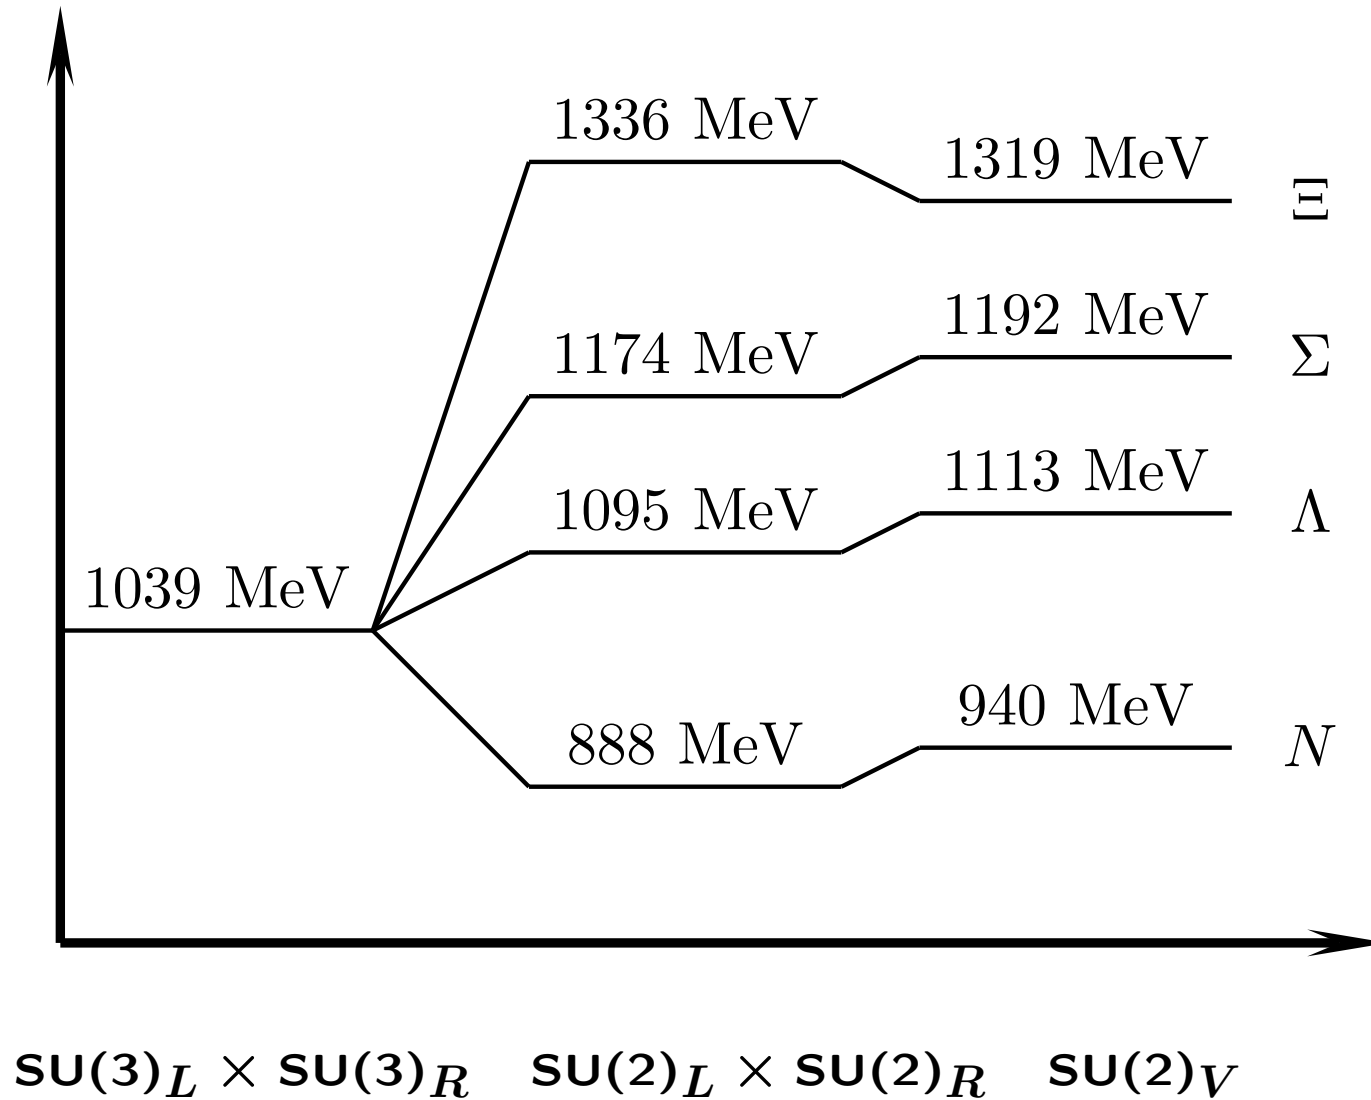 1336 MeV
1319 MeV
Ξ
1192 MeV
Σ
1174 MeV
1113 MeV
Λ
1095 MeV
1039 MeV
940 MeV
N
888 MeV
SU(3)_L × SU(3)_R SU(2)_L × SU(2)_R SU(2)_V